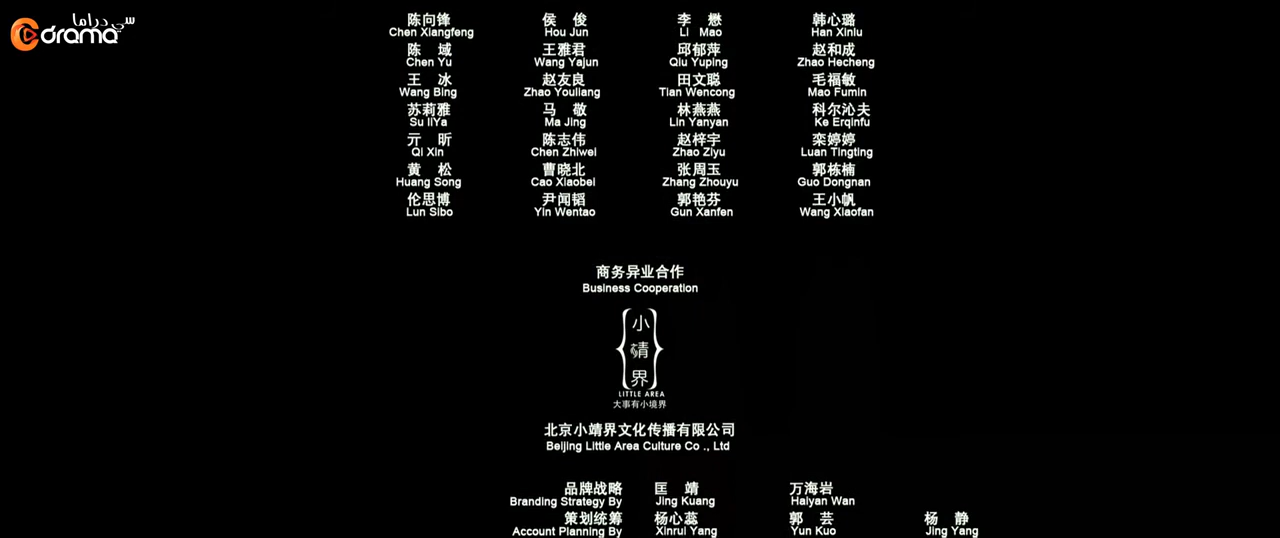 سي دراما
cdrama
陈向锋 侯 俊 李 懋 韩心璐
Chen Xiangfeng Hou Jun Li Mao Han Xinlu
陈 域 王雅君 邱郁萍 赵和成
Chen Yu Wang Yajun Qiu Yuping Zhao Hecheng
王 冰 赵友良 田文聪 毛福敏
Wang Bing Zhao Youliang Tian Wencong Mao Fumin
苏莉雅 马 敬 林燕燕 科尔沁夫
Su liYa Ma Jing Lin Yanyan Ke Erqinfu
亓 昕 陈志伟 赵梓宇 栾婷婷
Qi Xin Chen Zhiwei Zhao Ziyu Luan Tingting
黄 松 曹晓北 张周玉 郭栋楠
Huang Song Cao Xiaobei Zhang Zhouyu Guo Dongnan
伦思博 尹闻韬 郭艳芬 王小帆
Lun Sibo Yin Wentao Gun Xanfen Wang Xiaofan
商务异业合作
Business Cooperation
小
靖
界
LITTLE AREA
大事有小境界
北京小靖界文化传播有限公司
Beijing Little Area Culture Co ., Ltd
品牌战略 匡 靖 万海岩
Branding Strategy By Jing Kuang Haiyan Wan
策划统筹 杨心蕊 郭 芸 杨 静
Account Planning By Xinrui Yang Yun Kuo Jing Yang